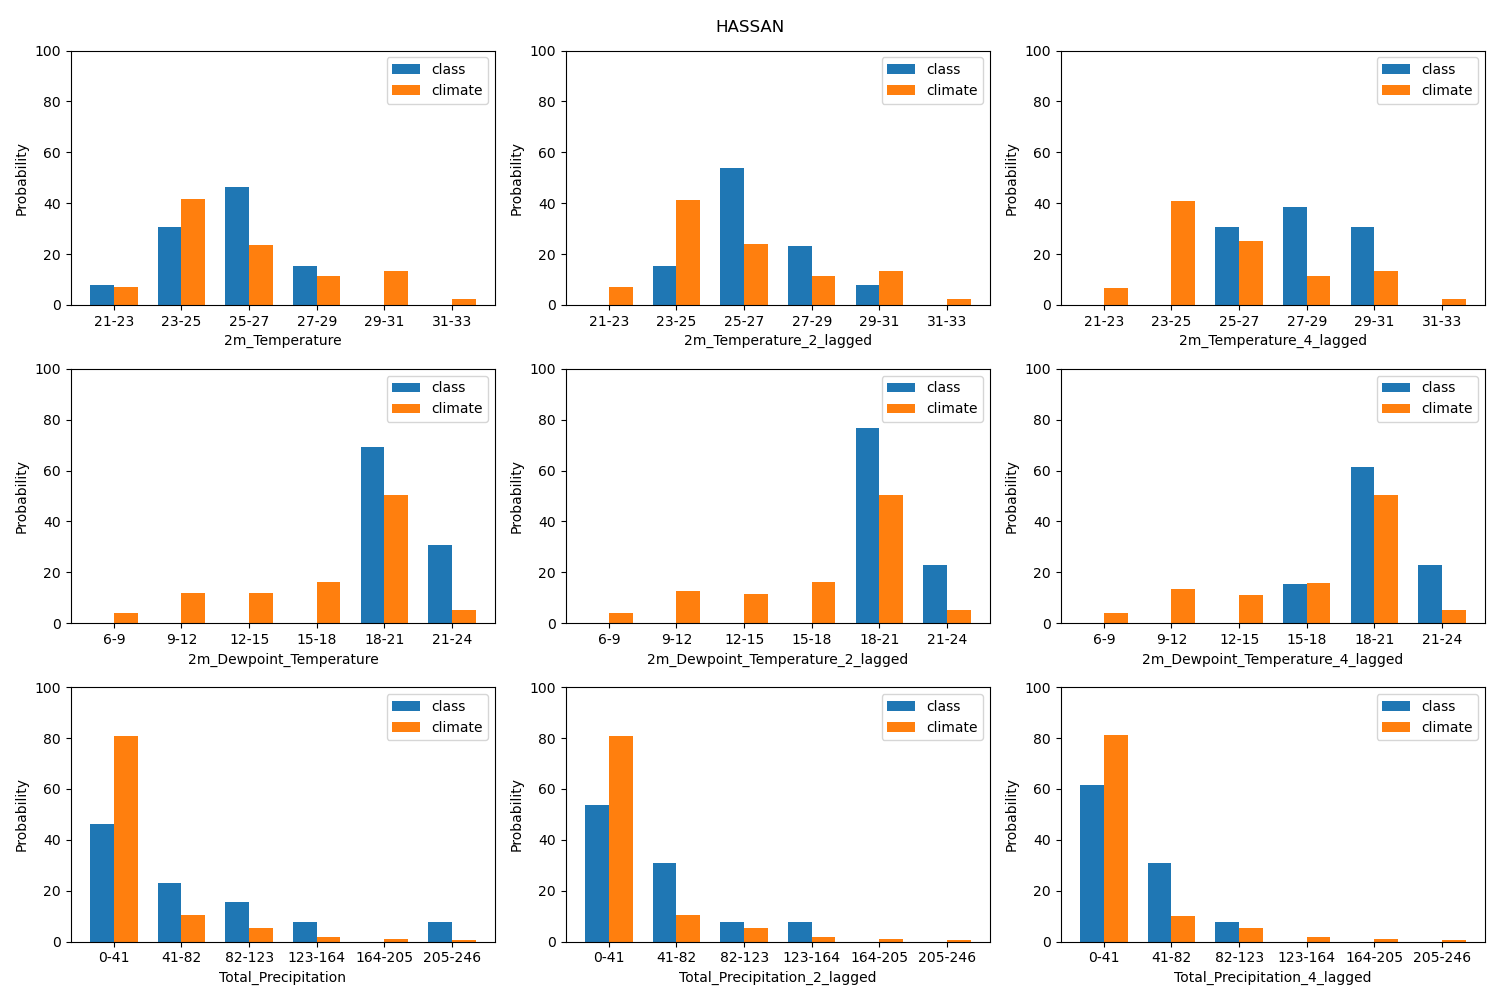 HASSAN
100
80
60
40
20
0
Probability
class
climate
21-23 23-25 25-27 27-29 29-31 31-33
2m_Temperature
100
80
60
40
20
0
Probability
class
climate
21-23 23-25 25-27 27-29 29-31 31-33
2m_Temperature_2_lagged
100
80
60
40
20
0
Probability
class
climate
21-23 23-25 25-27 27-29 29-31 31-33
2m_Temperature_4_lagged
100
80
60
40
20
0
Probability
class
climate
6-9 9-12 12-15 15-18 18-21 21-24
2m_Dewpoint_Temperature
100
80
60
40
20
0
Probability
class
climate
6-9 9-12 12-15 15-18 18-21 21-24
2m_Dewpoint_Temperature_2_lagged
100
80
60
40
20
0
Probability
class
climate
6-9 9-12 12-15 15-18 18-21 21-24
2m_Dewpoint_Temperature_4_lagged
100
80
60
40
20
0
Probability
class
climate
0-41 41-82 82-123 123-164 164-205 205-246
Total_Precipitation
100
80
60
40
20
0
Probability
class
climate
0-41 41-82 82-123 123-164 164-205 205-246
Total_Precipitation_2_lagged
100
80
60
40
20
0
Probability
class
climate
0-41 41-82 82-123 123-164 164-205 205-246
Total_Precipitation_4_lagged